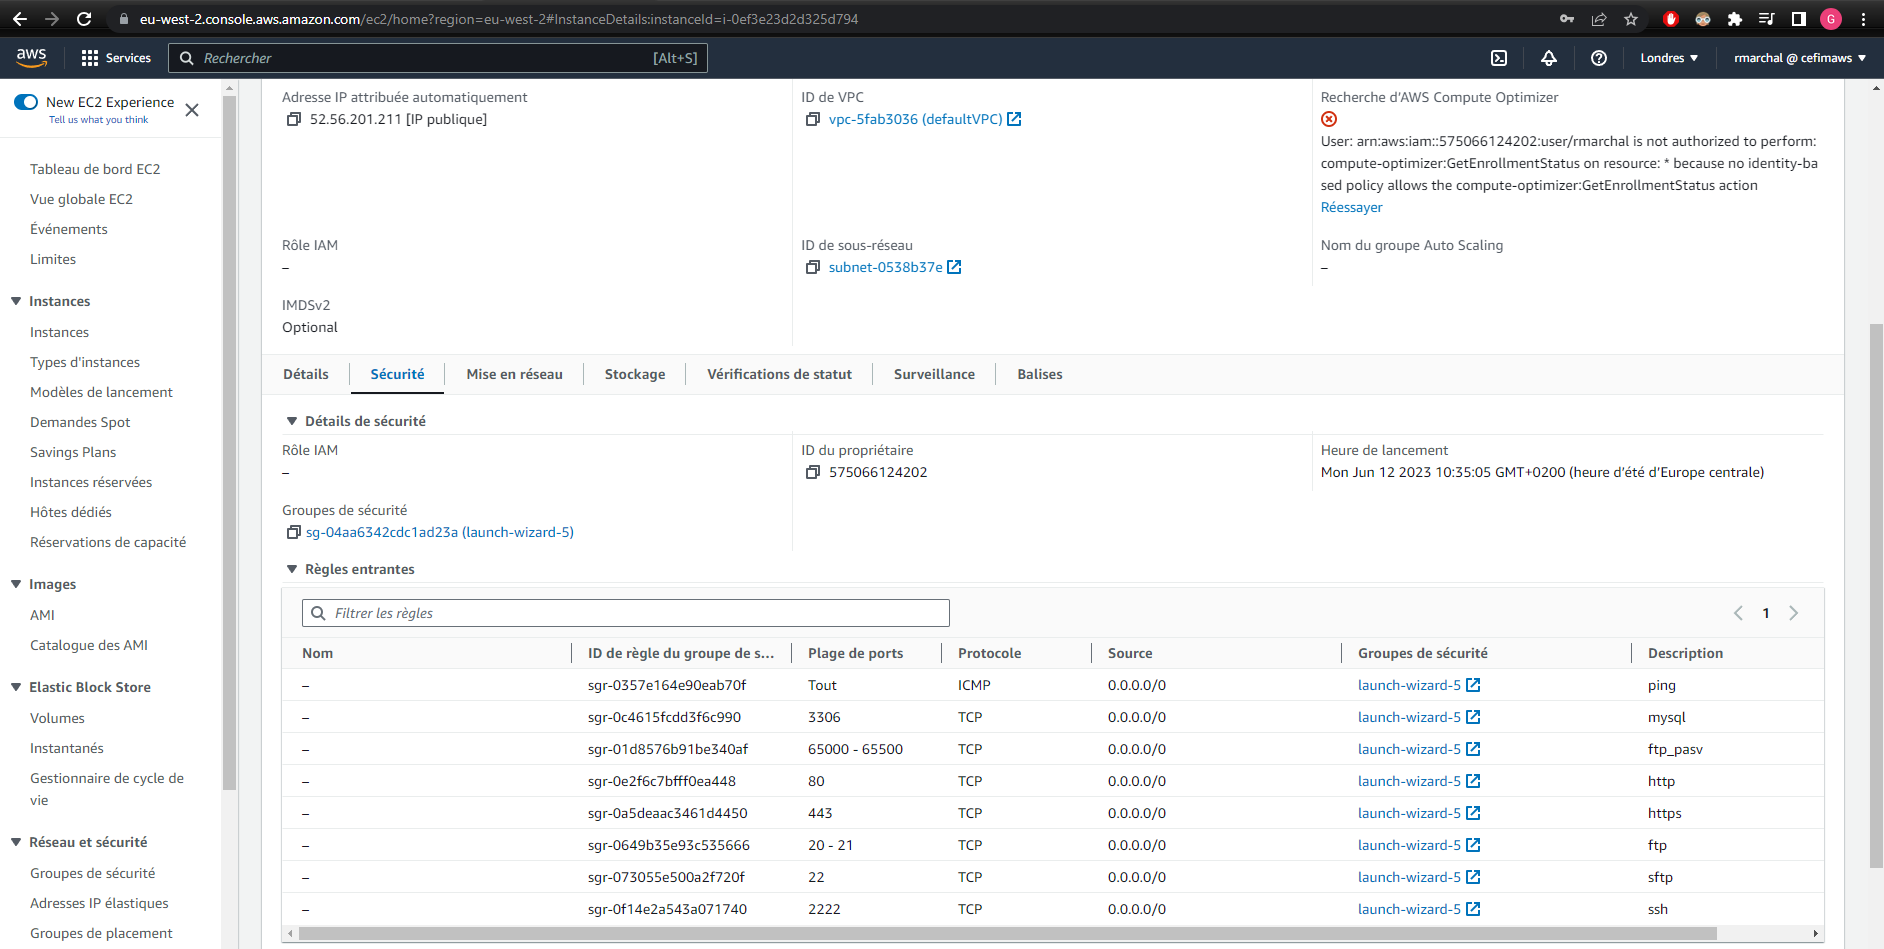 eu-west-2.console.aws.amazon.com/ec2/home?region=eu-west-2#InstanceDetails:instanceId=i-0ef3e23d2d325d794
G
aws
Services
Rechercher
[Alt+S]
Londres
rmarchal @ cefimaws
New EC2 Experience
Tell us what you think
Tableau de bord EC2
Vue globale EC2
Événements
Limites
Instances
Instances
Types d'instances
Modèles de lancement
Demandes Spot
Savings Plans
Instances réservées
Hôtes dédiés
Réservations de capacité
Images
AMI
Catalogue des AMI
Elastic Block Store
Volumes
Instantanés
Gestionnaire de cycle de
vie
Réseau et sécurité
Groupes de sécurité
Adresses IP élastiques
Groupes de placement
Adresse IP attribuée automatiquement
52.56.201.211 [IP publique]
ID de VPC
vpc-5fab3036 (defaultVPC)
Recherche d’AWS Compute Optimizer
User: arn:aws:iam::575066124202:user/rmarchal is not authorized to perform:
compute-optimizer:GetEnrollmentStatus on resource: * because no identity-ba
sed policy allows the compute-optimizer:GetEnrollmentStatus action
Réessayer
Rôle IAM
–
ID de sous-réseau
subnet-0538b37e
Nom du groupe Auto Scaling
–
IMDSv2
Optional
Détails
Sécurité
Mise en réseau
Stockage
Vérifications de statut
Surveillance
Balises
Détails de sécurité
Rôle IAM
–
ID du propriétaire
575066124202
Heure de lancement
Mon Jun 12 2023 10:35:05 GMT+0200 (heure d’été d’Europe centrale)
Groupes de sécurité
sg-04aa6342cdc1ad23a (launch-wizard-5)
Règles entrantes
Filtrer les règles
1
Nom ID de règle du groupe de s... Plage de ports Protocole Source Groupes de sécurité Description
– sgr-0357e164e90eab70f Tout ICMP 0.0.0.0/0 launch-wizard-5 ping
– sgr-0c4615fcdd3f6c990 3306 TCP 0.0.0.0/0 launch-wizard-5 mysql
– sgr-01d8576b91be340af 65000 - 65500 TCP 0.0.0.0/0 launch-wizard-5 ftp_pasv
– sgr-0e2f6c7bfff0ea448 80 TCP 0.0.0.0/0 launch-wizard-5 http
– sgr-0a5deaac3461d4450 443 TCP 0.0.0.0/0 launch-wizard-5 https
– sgr-0649b35e93c535666 20 - 21 TCP 0.0.0.0/0 launch-wizard-5 ftp
– sgr-073055e500a2f720f 22 TCP 0.0.0.0/0 launch-wizard-5 sftp
– sgr-0f14e2a543a071740 2222 TCP 0.0.0.0/0 launch-wizard-5 ssh